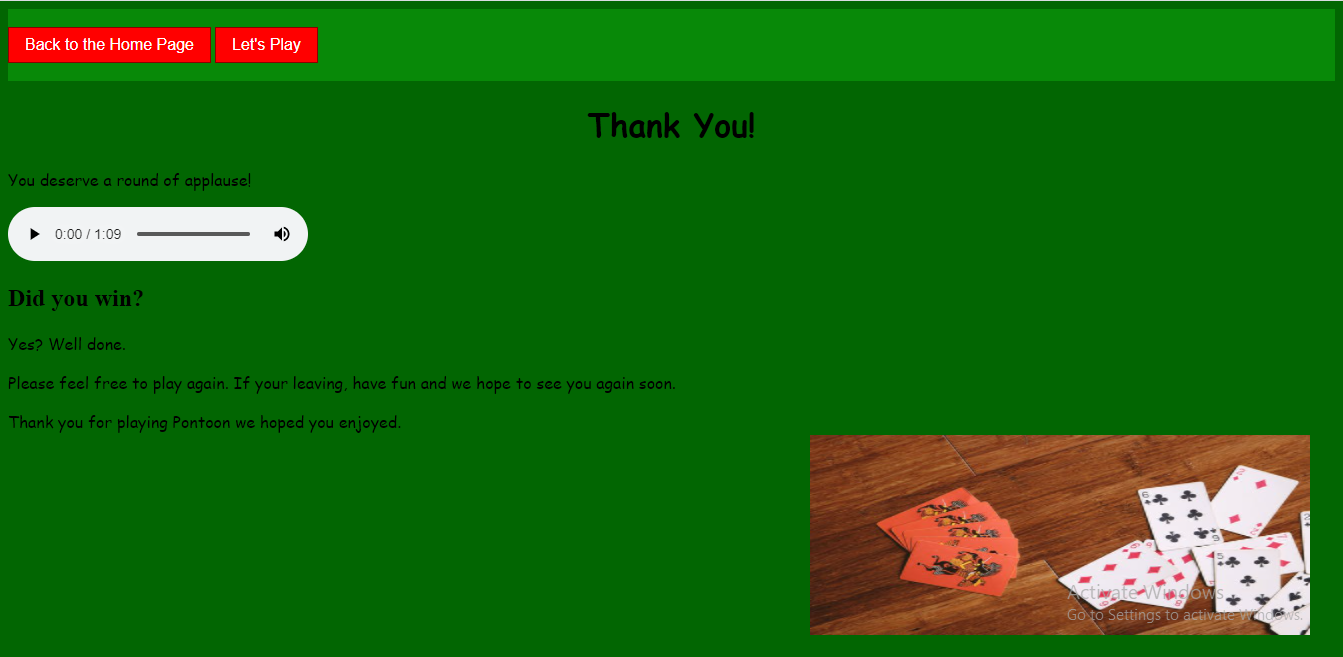 Back to the Home Page Let's Play
Thank You!
You deserve a round of applause!
0:00 / 1:09
Did you win?
Yes? Well done.
Please feel free to play again. If your leaving, have fun and we hope to see you again soon.
Thank you for playing Pontoon we hoped you enjoyed.
Activate Windows
Go to Settings to activate Windows.